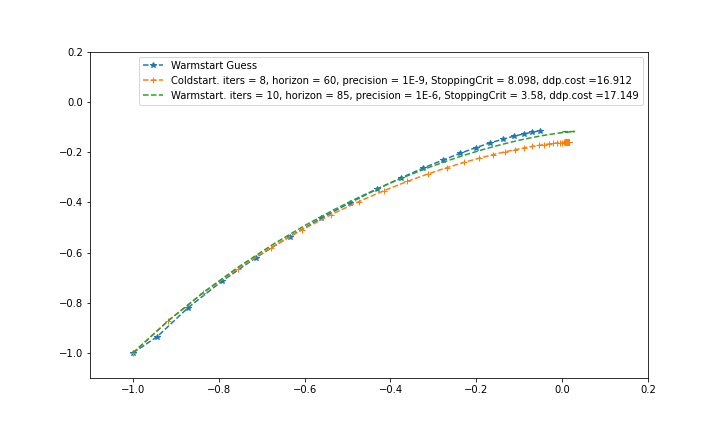 0.2
0.0
−0.2
−0.4
−0.6
−0.8
−1.0
Warmstart Guess
Coldstart. iters = 8, horizon = 60, precision = 1E-9, StoppingCrit = 8.098, ddp.cost =16.912
Warmstart. iters = 10, horizon = 85, precision = 1E-6, StoppingCrit = 3.58, ddp.cost =17.149
−1.0 −0.8 −0.6 −0.4 −0.2 0.0 0.2